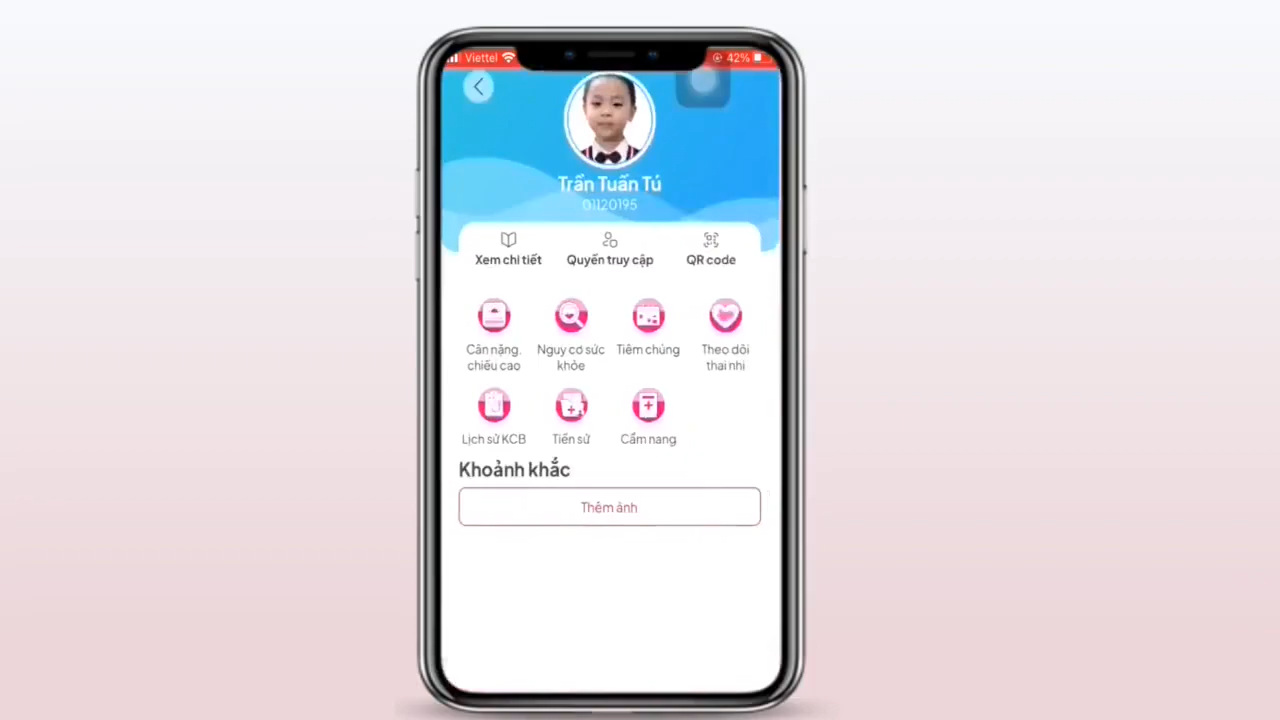 Viettel
42%
Trần Tuấn Tú
01120195
Xem chi tiết
Quyền truy cập
QR code
Cân nặng,
chiều cao
Nguy cơ sức
khỏe
Tiêm chủng
Theo dõi
thai nhi
Lịch sử KCB
Tiền sử
Cẩm nang
Khoảnh khắc
Thêm ảnh